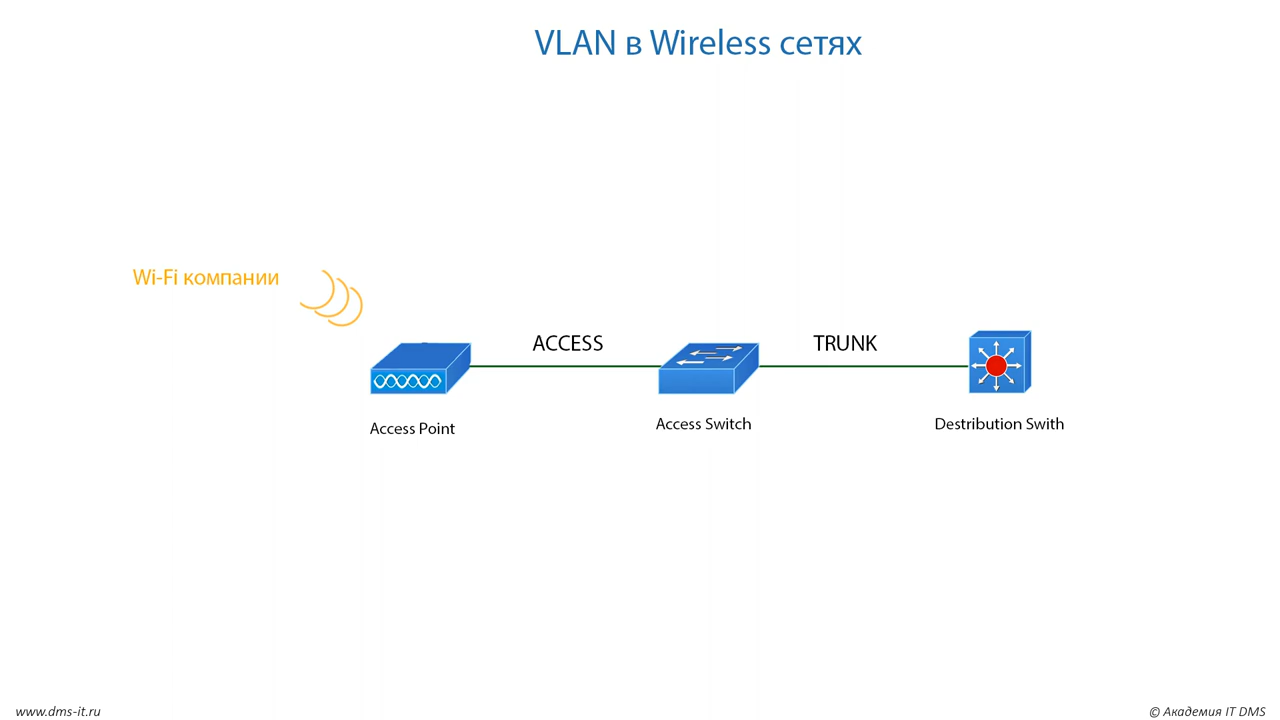 VLAN в Wireless сетях
Wi-Fi компании
ACCESS
TRUNK
Access Point
Access Switch
Destribution Swith
www.dms-it.ru
© Академия IT DMS